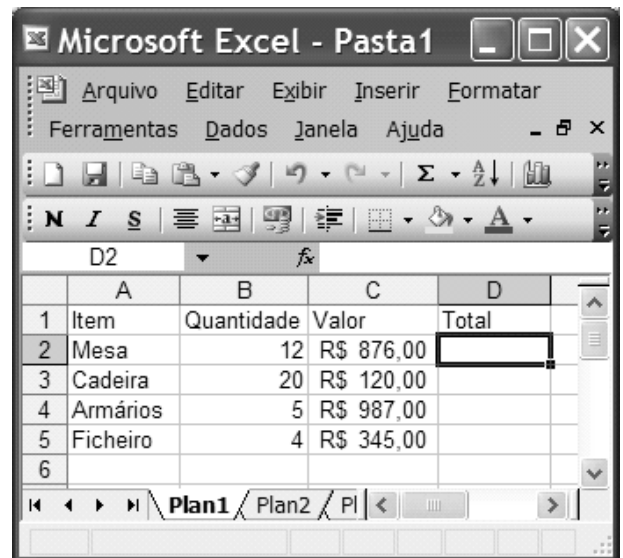 Microsoft Excel - Pasta1
Arquivo Editar Exibir Inserir Formatar
Ferramentas Dados Janela Ajuda
N I S
D2 fx
A B C D
1 Item Quantidade Valor Total
2 Mesa 12 R$ 876,00
3 Cadeira 20 R$ 120,00
4 Armários 5 R$ 987,00
5 Ficheiro 4 R$ 345,00
6
Plan1 Plan2 Pl